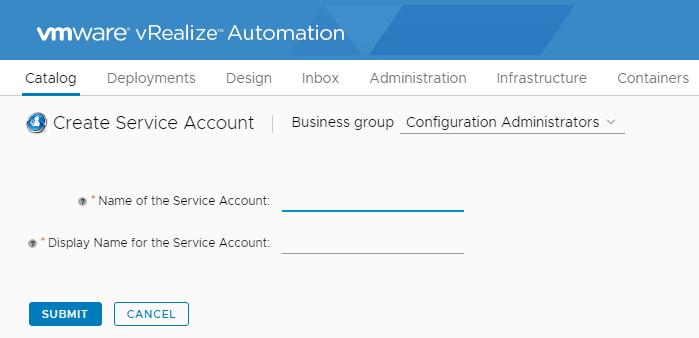 vmware® vRealize™ Automation
Catalog Deployments Design Inbox Administration Infrastructure Containers
Create Service Account Business group Configuration Administrators
? * Name of the Service Account:
? * Display Name for the Service Account:
SUBMIT CANCEL